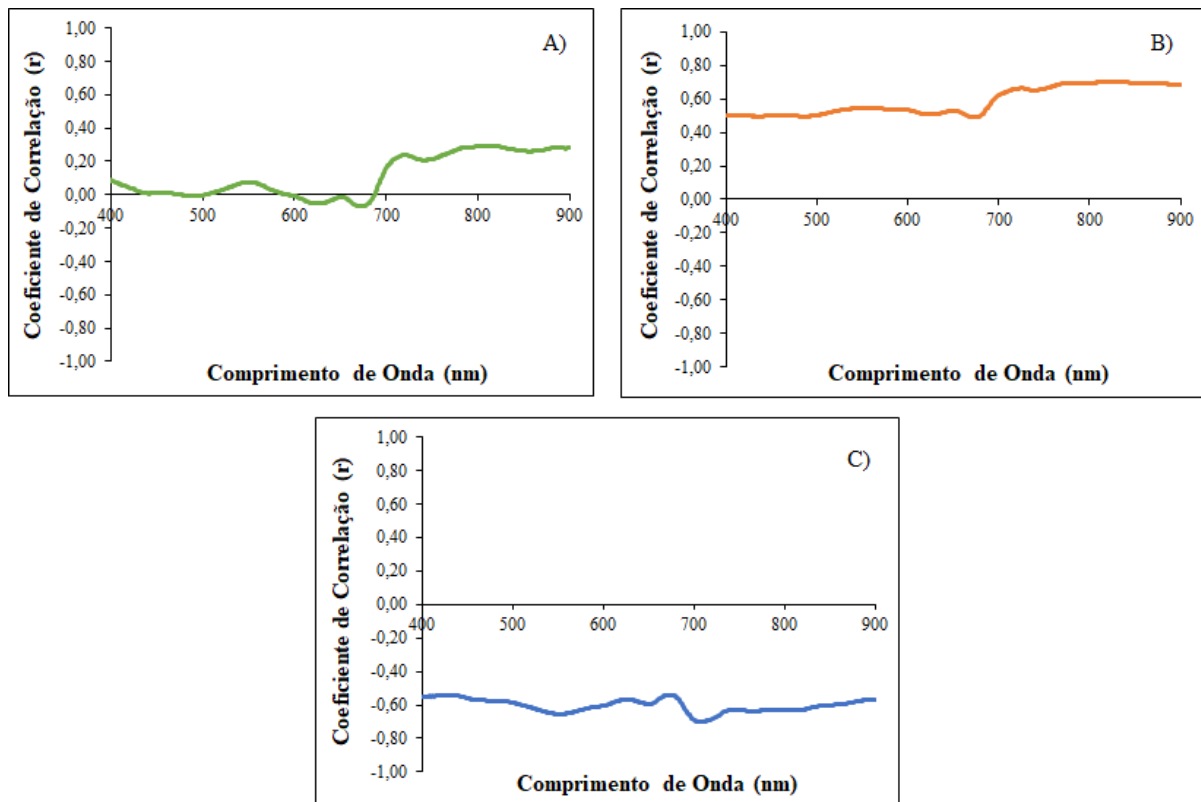 A)
Coeficiente de Correlação (r)
1,00
0,80
0,60
0,40
0,20
0,00
-0,20
-0,40
-0,60
-0,80
-1,00
400 500 600 700 800 900
Comprimento de Onda (nm)
B)
Coeficiente de Correlação (r)
1,00
0,80
0,60
0,40
0,20
0,00
-0,20
-0,40
-0,60
-0,80
-1,00
400 500 600 700 800 900
Comprimento de Onda (nm)
C)
Coeficiente de Correlação (r)
1,00
0,80
0,60
0,40
0,20
0,00
-0,20
-0,40
-0,60
-0,80
-1,00
400 500 600 700 800 900
Comprimento de Onda (nm)